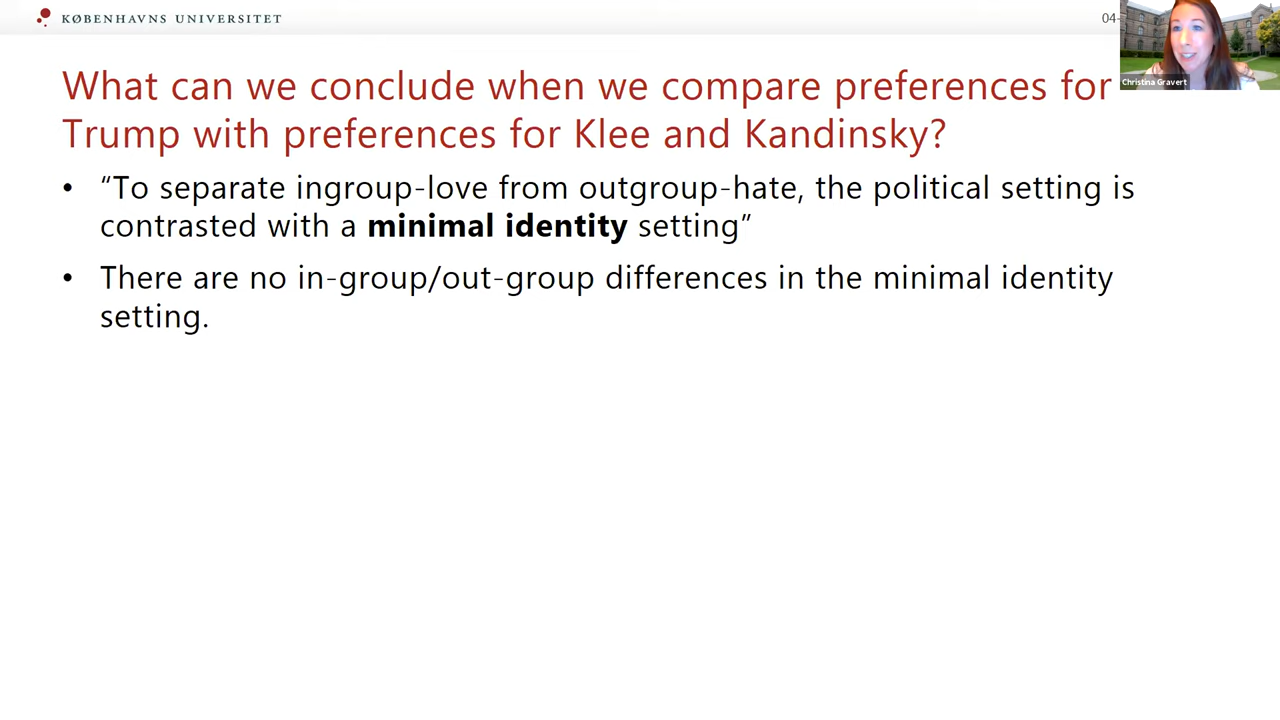 KØBENHAVNS UNIVERSITET
04-
Christina Gravert
What can we conclude when we compare preferences for
Trump with preferences for Klee and Kandinsky?
• “To separate ingroup-love from outgroup-hate, the political setting is
contrasted with a minimal identity setting”
• There are no in-group/out-group differences in the minimal identity
setting.